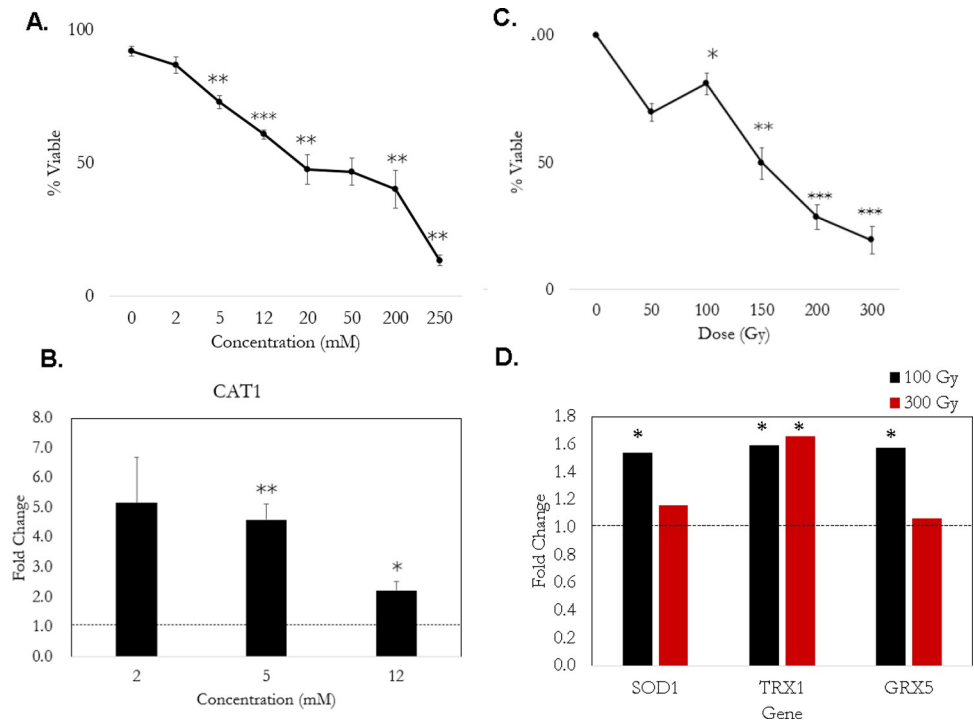 A.
100
50
0
% Viable
**
***
**
**
**
0 2 5 12 20 50 200 250
Concentration (mM)
C.
.00
50
0
% Viable
*
**
***
***
0 50 100 150 200 300
Dose (Gy)
B.
CAT1
8.0
7.0
6.0
5.0
4.0
3.0
2.0
1.0
0.0
Fold Change
**
*
2 5 12
Concentration (mM)
D.
100 Gy
300 Gy
1.8
1.6
1.4
1.2
1.0
0.8
0.6
0.4
0.2
0.0
Fold Change
* * * *
SOD1 TRX1 GRX5
Gene